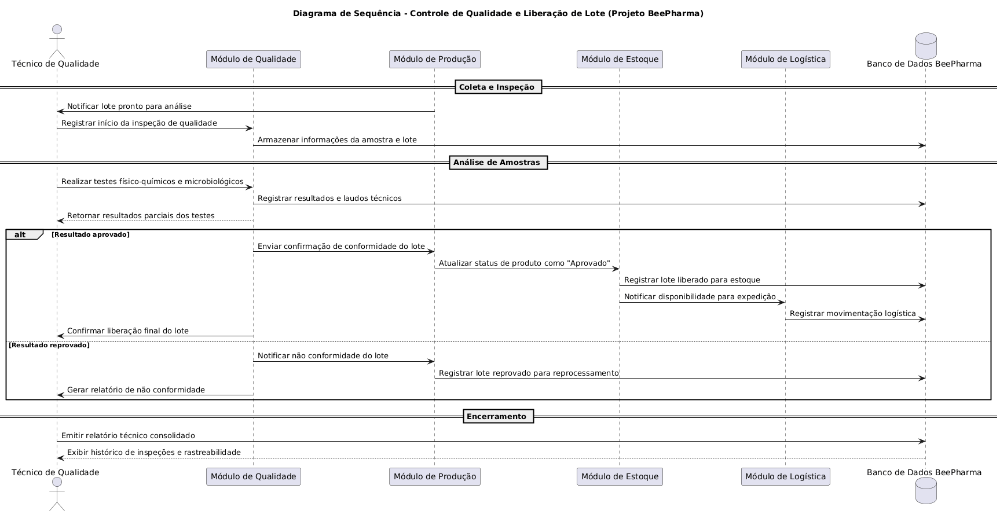 Diagrama de Sequência - Controle de Qualidade e Liberação de Lote (Projeto BeePharma)
Técnico de Qualidade
Módulo de Qualidade
Módulo de Produção
Módulo de Estoque
Módulo de Logística
Banco de Dados BeePharma
Coleta e Inspeção
Notificar lote pronto para análise
Registrar início da inspeção de qualidade
Armazenar informações da amostra e lote
Análise de Amostras
Realizar testes físico-químicos e microbiológicos
Registrar resultados e laudos técnicos
Retornar resultados parciais dos testes
alt [Resultado aprovado]
Enviar confirmação de conformidade do lote
Atualizar status de produto como "Aprovado"
Registrar lote liberado para estoque
Notificar disponibilidade para expedição
Registrar movimentação logística
Confirmar liberação final do lote
[Resultado reprovado]
Notificar não conformidade do lote
Registrar lote reprovado para reprocessamento
Gerar relatório de não conformidade
Encerramento
Emitir relatório técnico consolidado
Exibir histórico de inspeções e rastreabilidade
Técnico de Qualidade
Módulo de Qualidade
Módulo de Produção
Módulo de Estoque
Módulo de Logística
Banco de Dados BeePharma